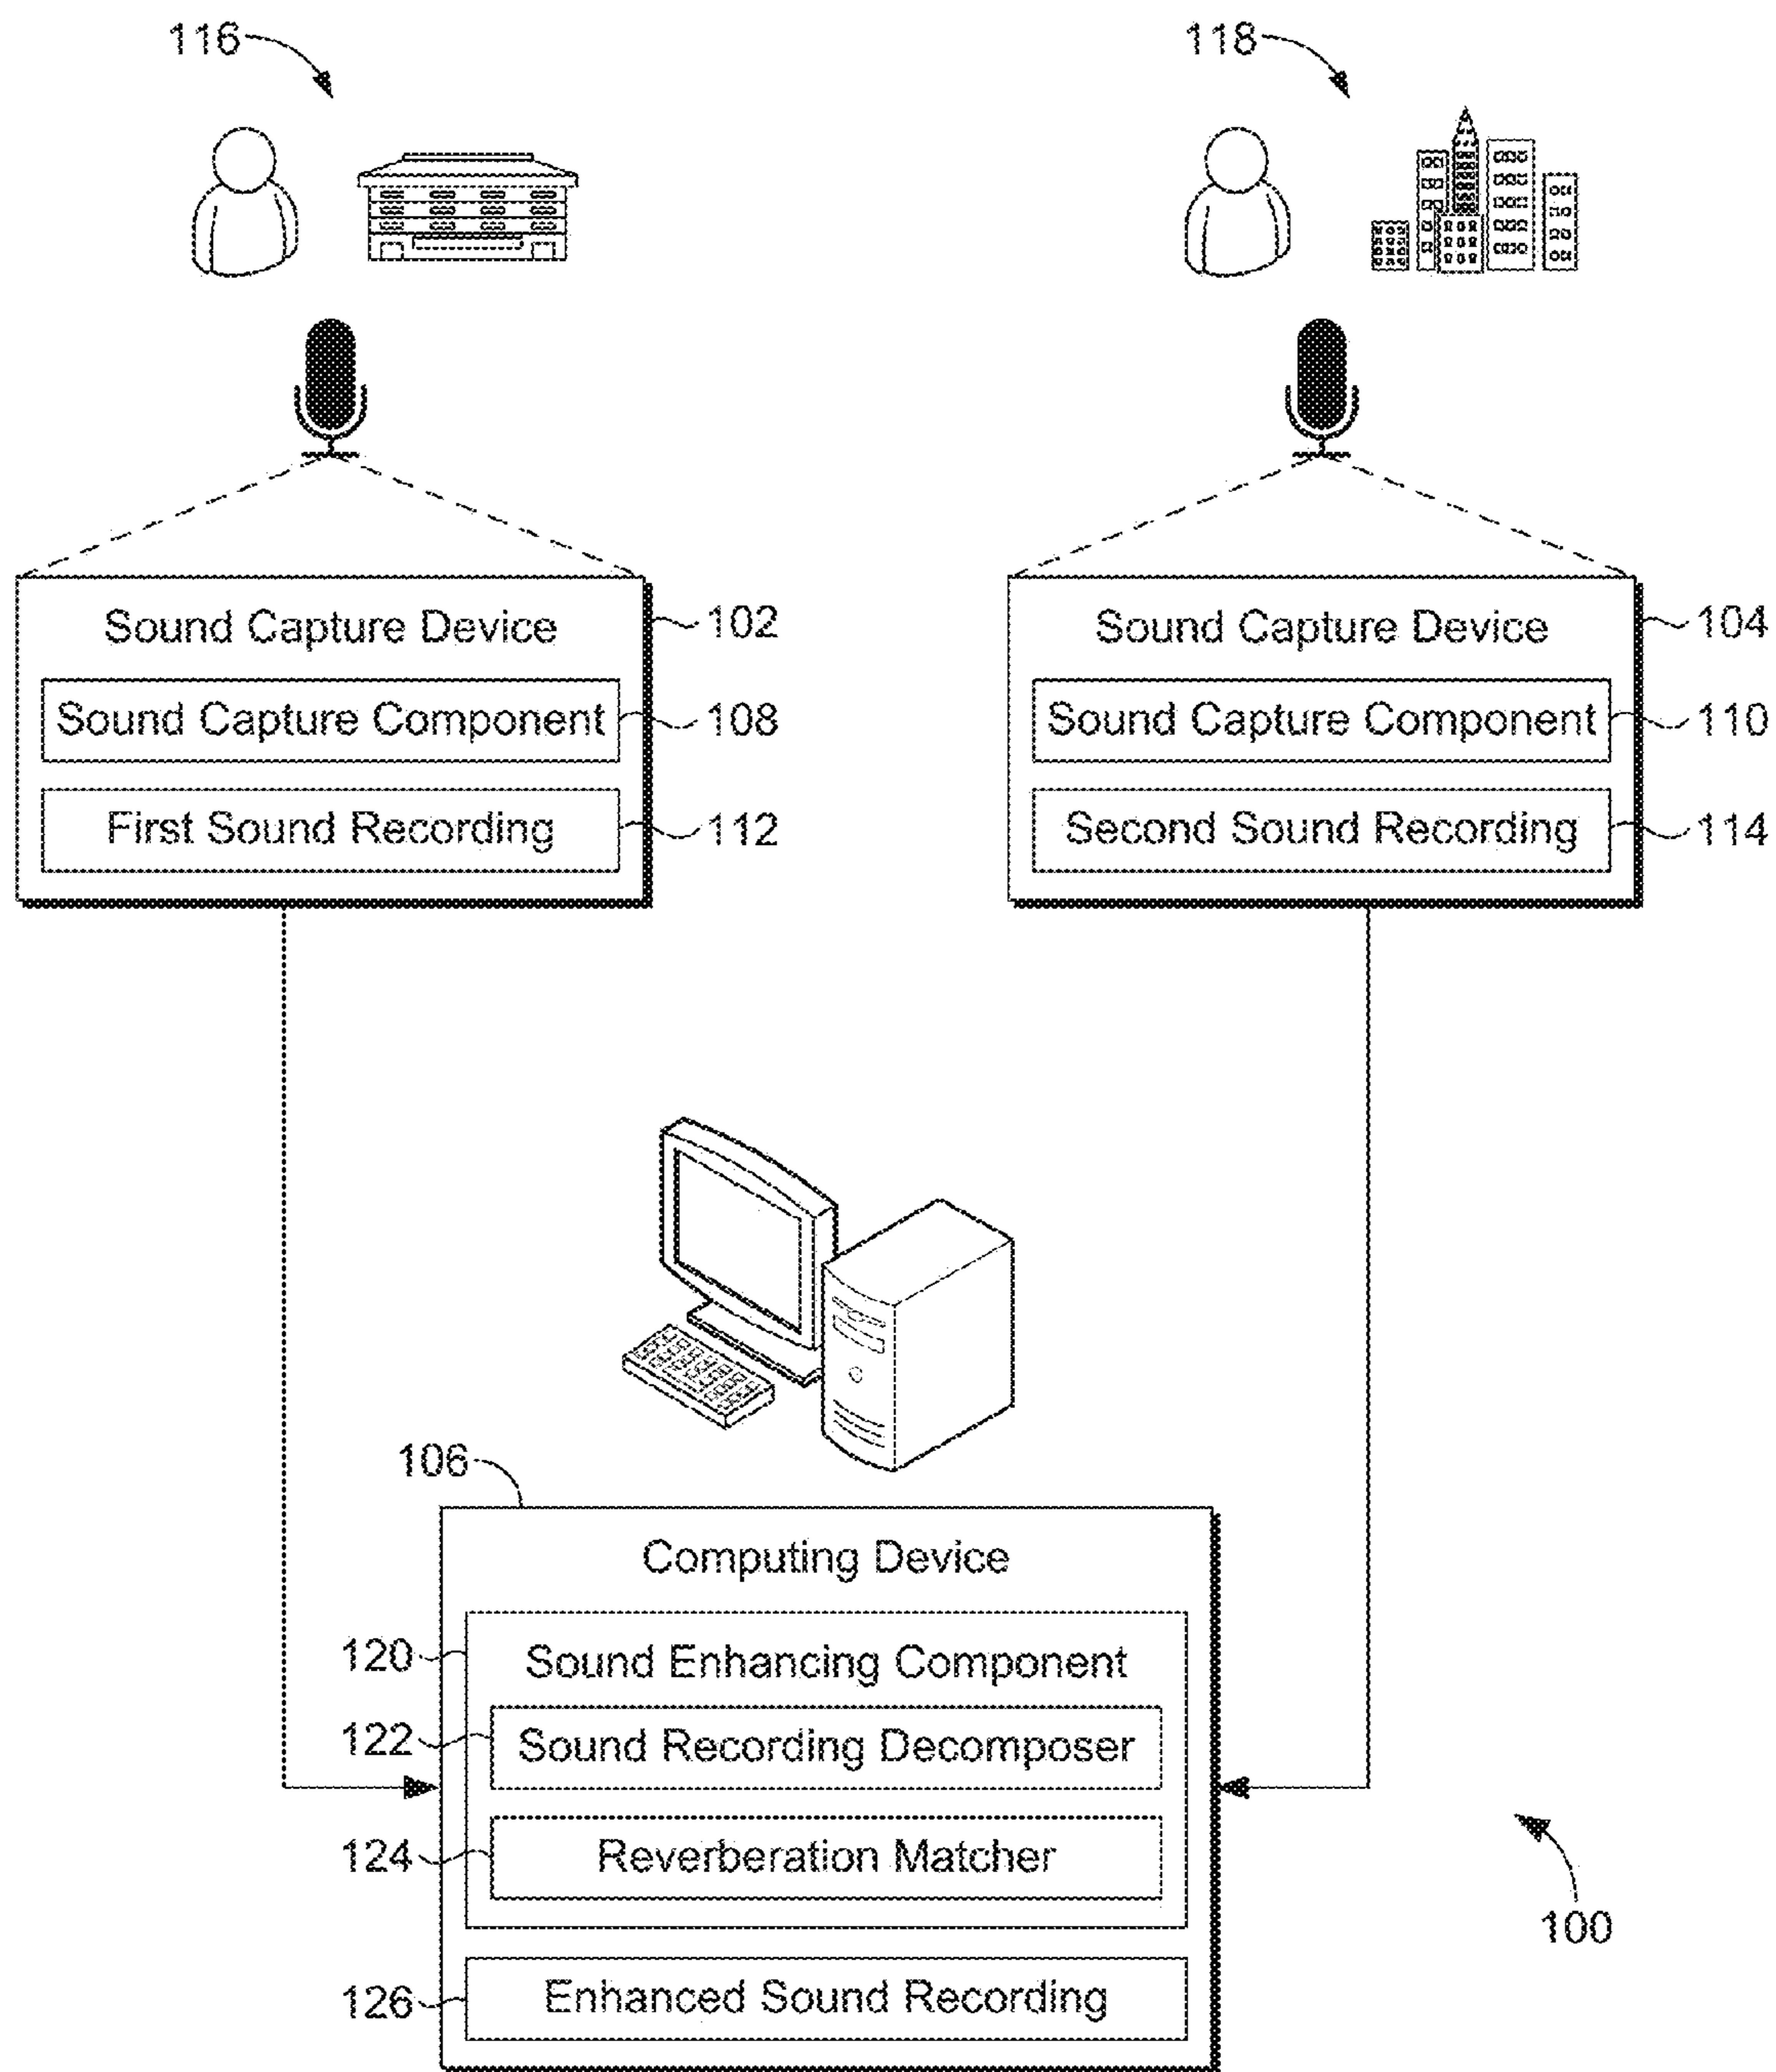 116
118
Sound Capture Device
102
Sound Capture Component
108
First Sound Recording
112
Sound Capture Device
104
Sound Capture Component
110
Second Sound Recording
114
106
Computing Device
120
Sound Enhancing Component
122
Sound Recording Decomposer
124
Reverberation Matcher
126
Enhanced Sound Recording
100